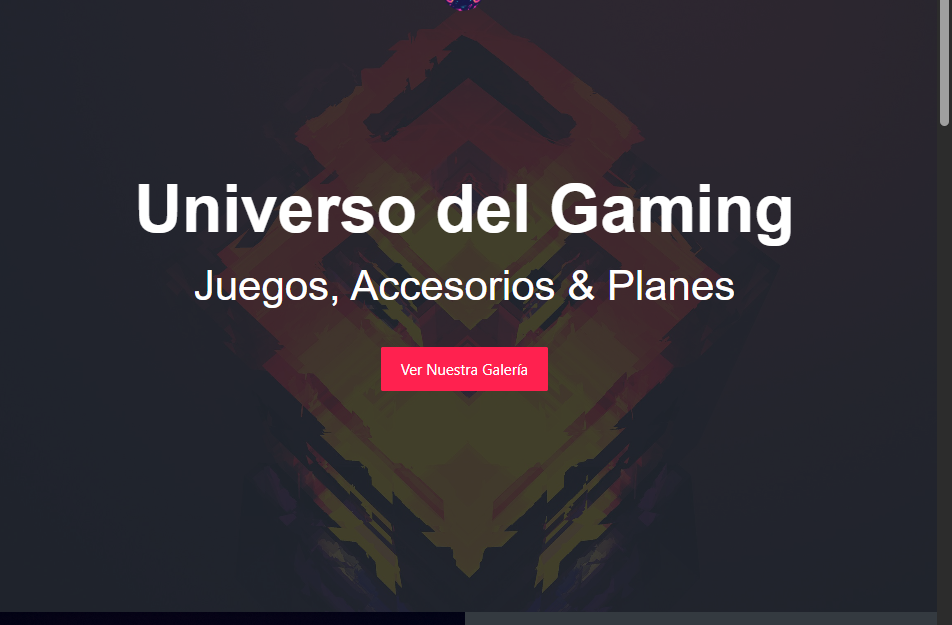 Universo del Gaming
Juegos, Accesorios & Planes
Ver Nuestra Galería